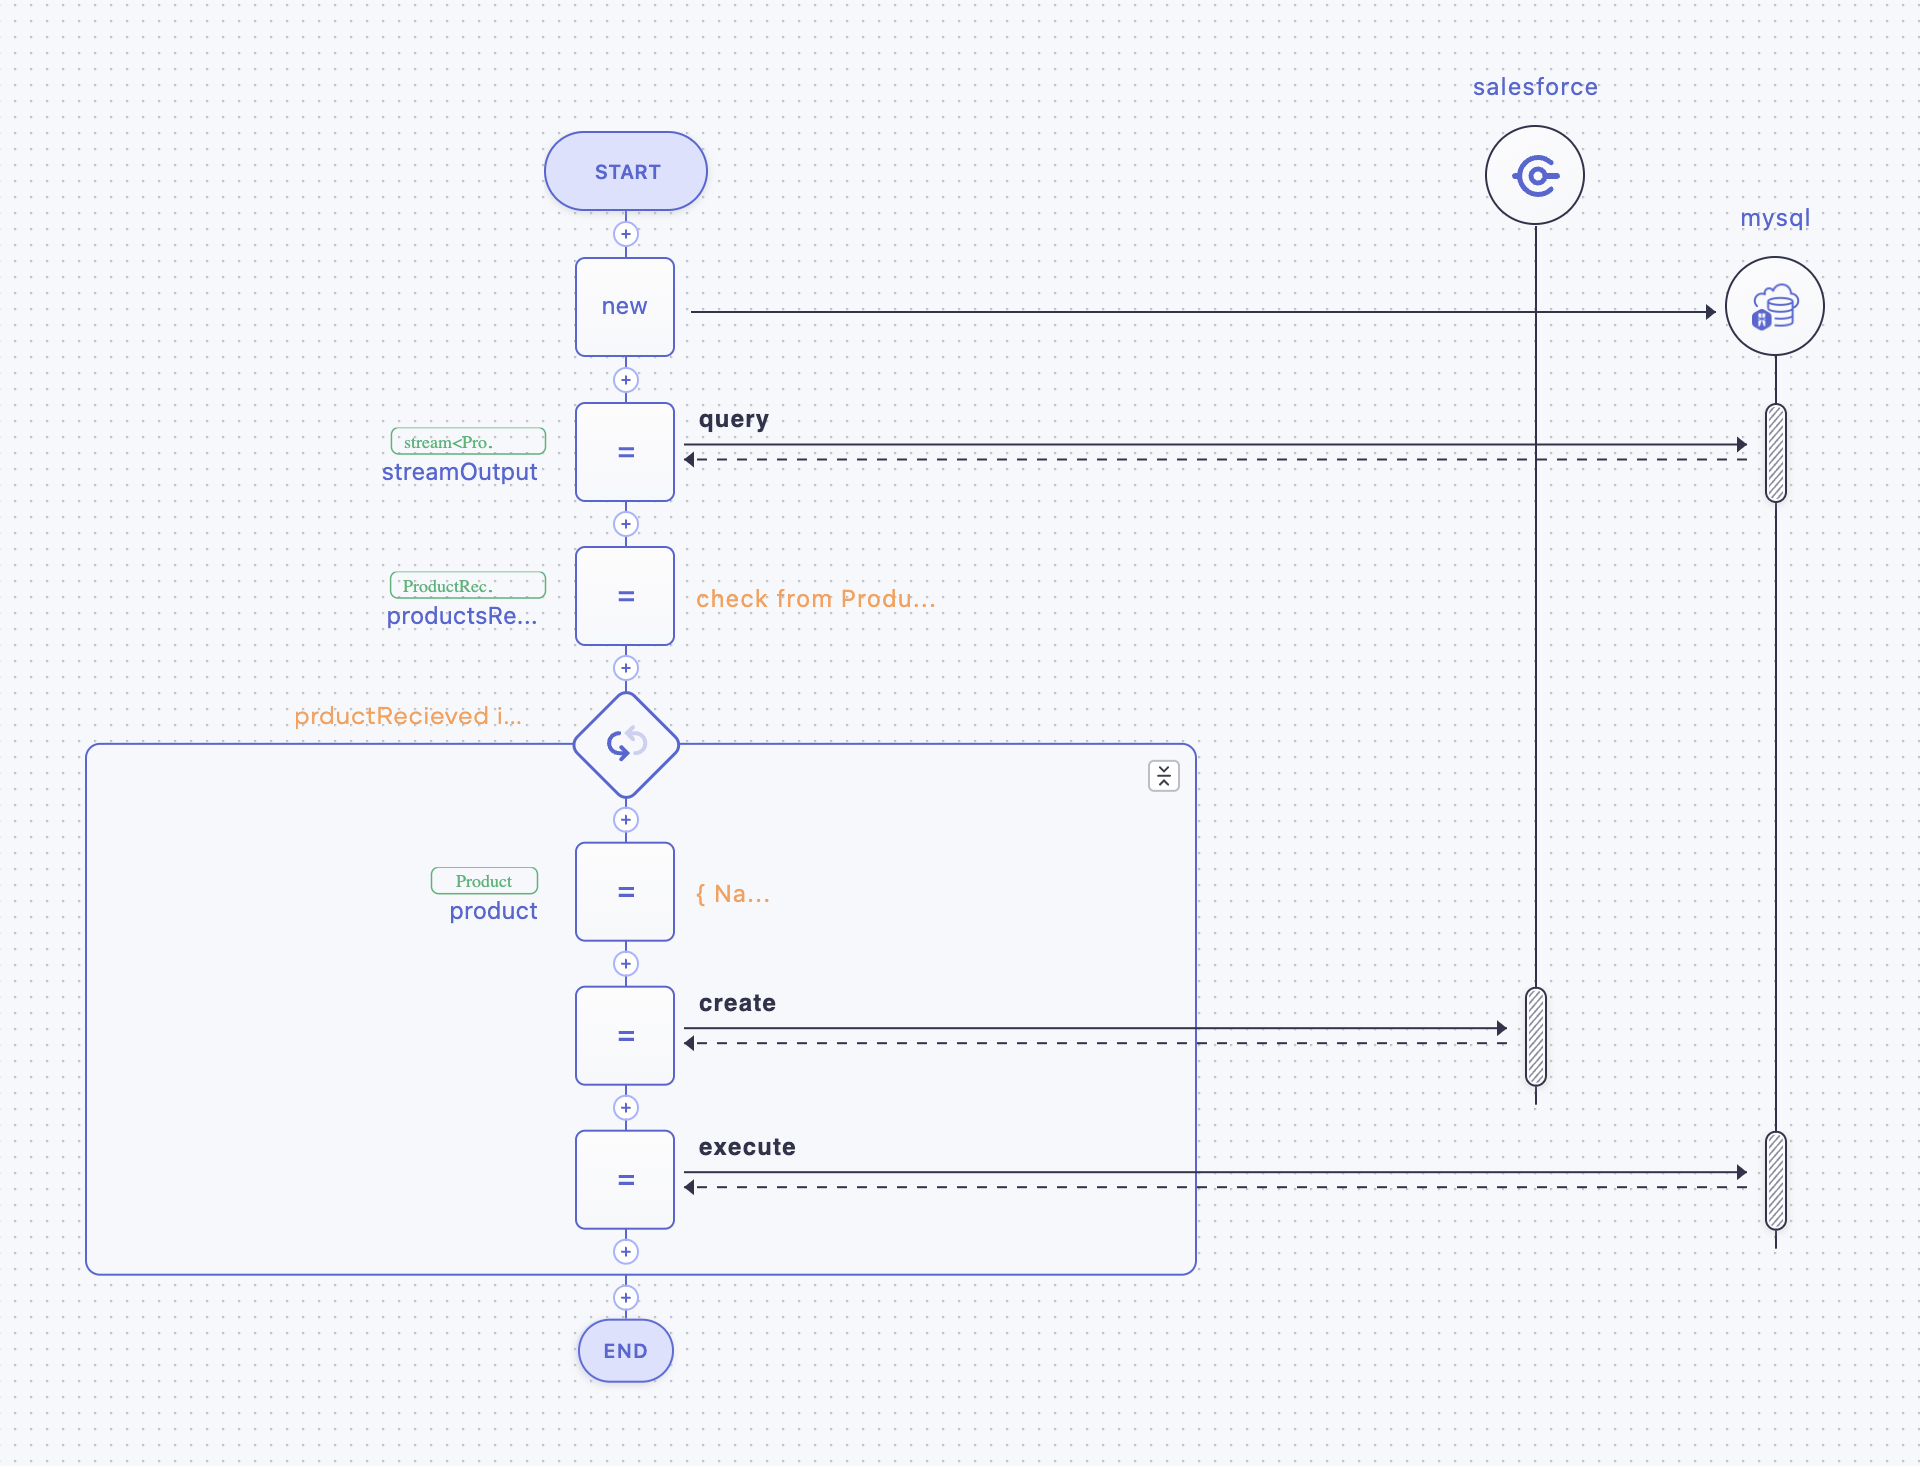 salesforce
START
mysql
new
query
stream<Pro.
=
streamOutput
ProductRec.
=
check from Produ...
productsRe...
prductRecieved i...
Product
=
{ Na...
product
create
=
execute
=
END